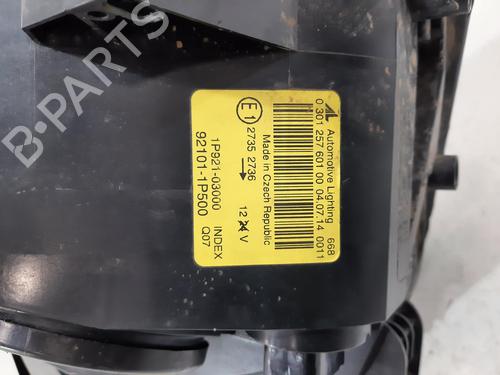 AL Automotive Lighting 668
0 301 257 601 00 04.07.14 0011
E1 2735 2736
Made in Czech Republic
→
12 V
1P921-03000 INDEX
92101-1P500 Q07
B-PARTS